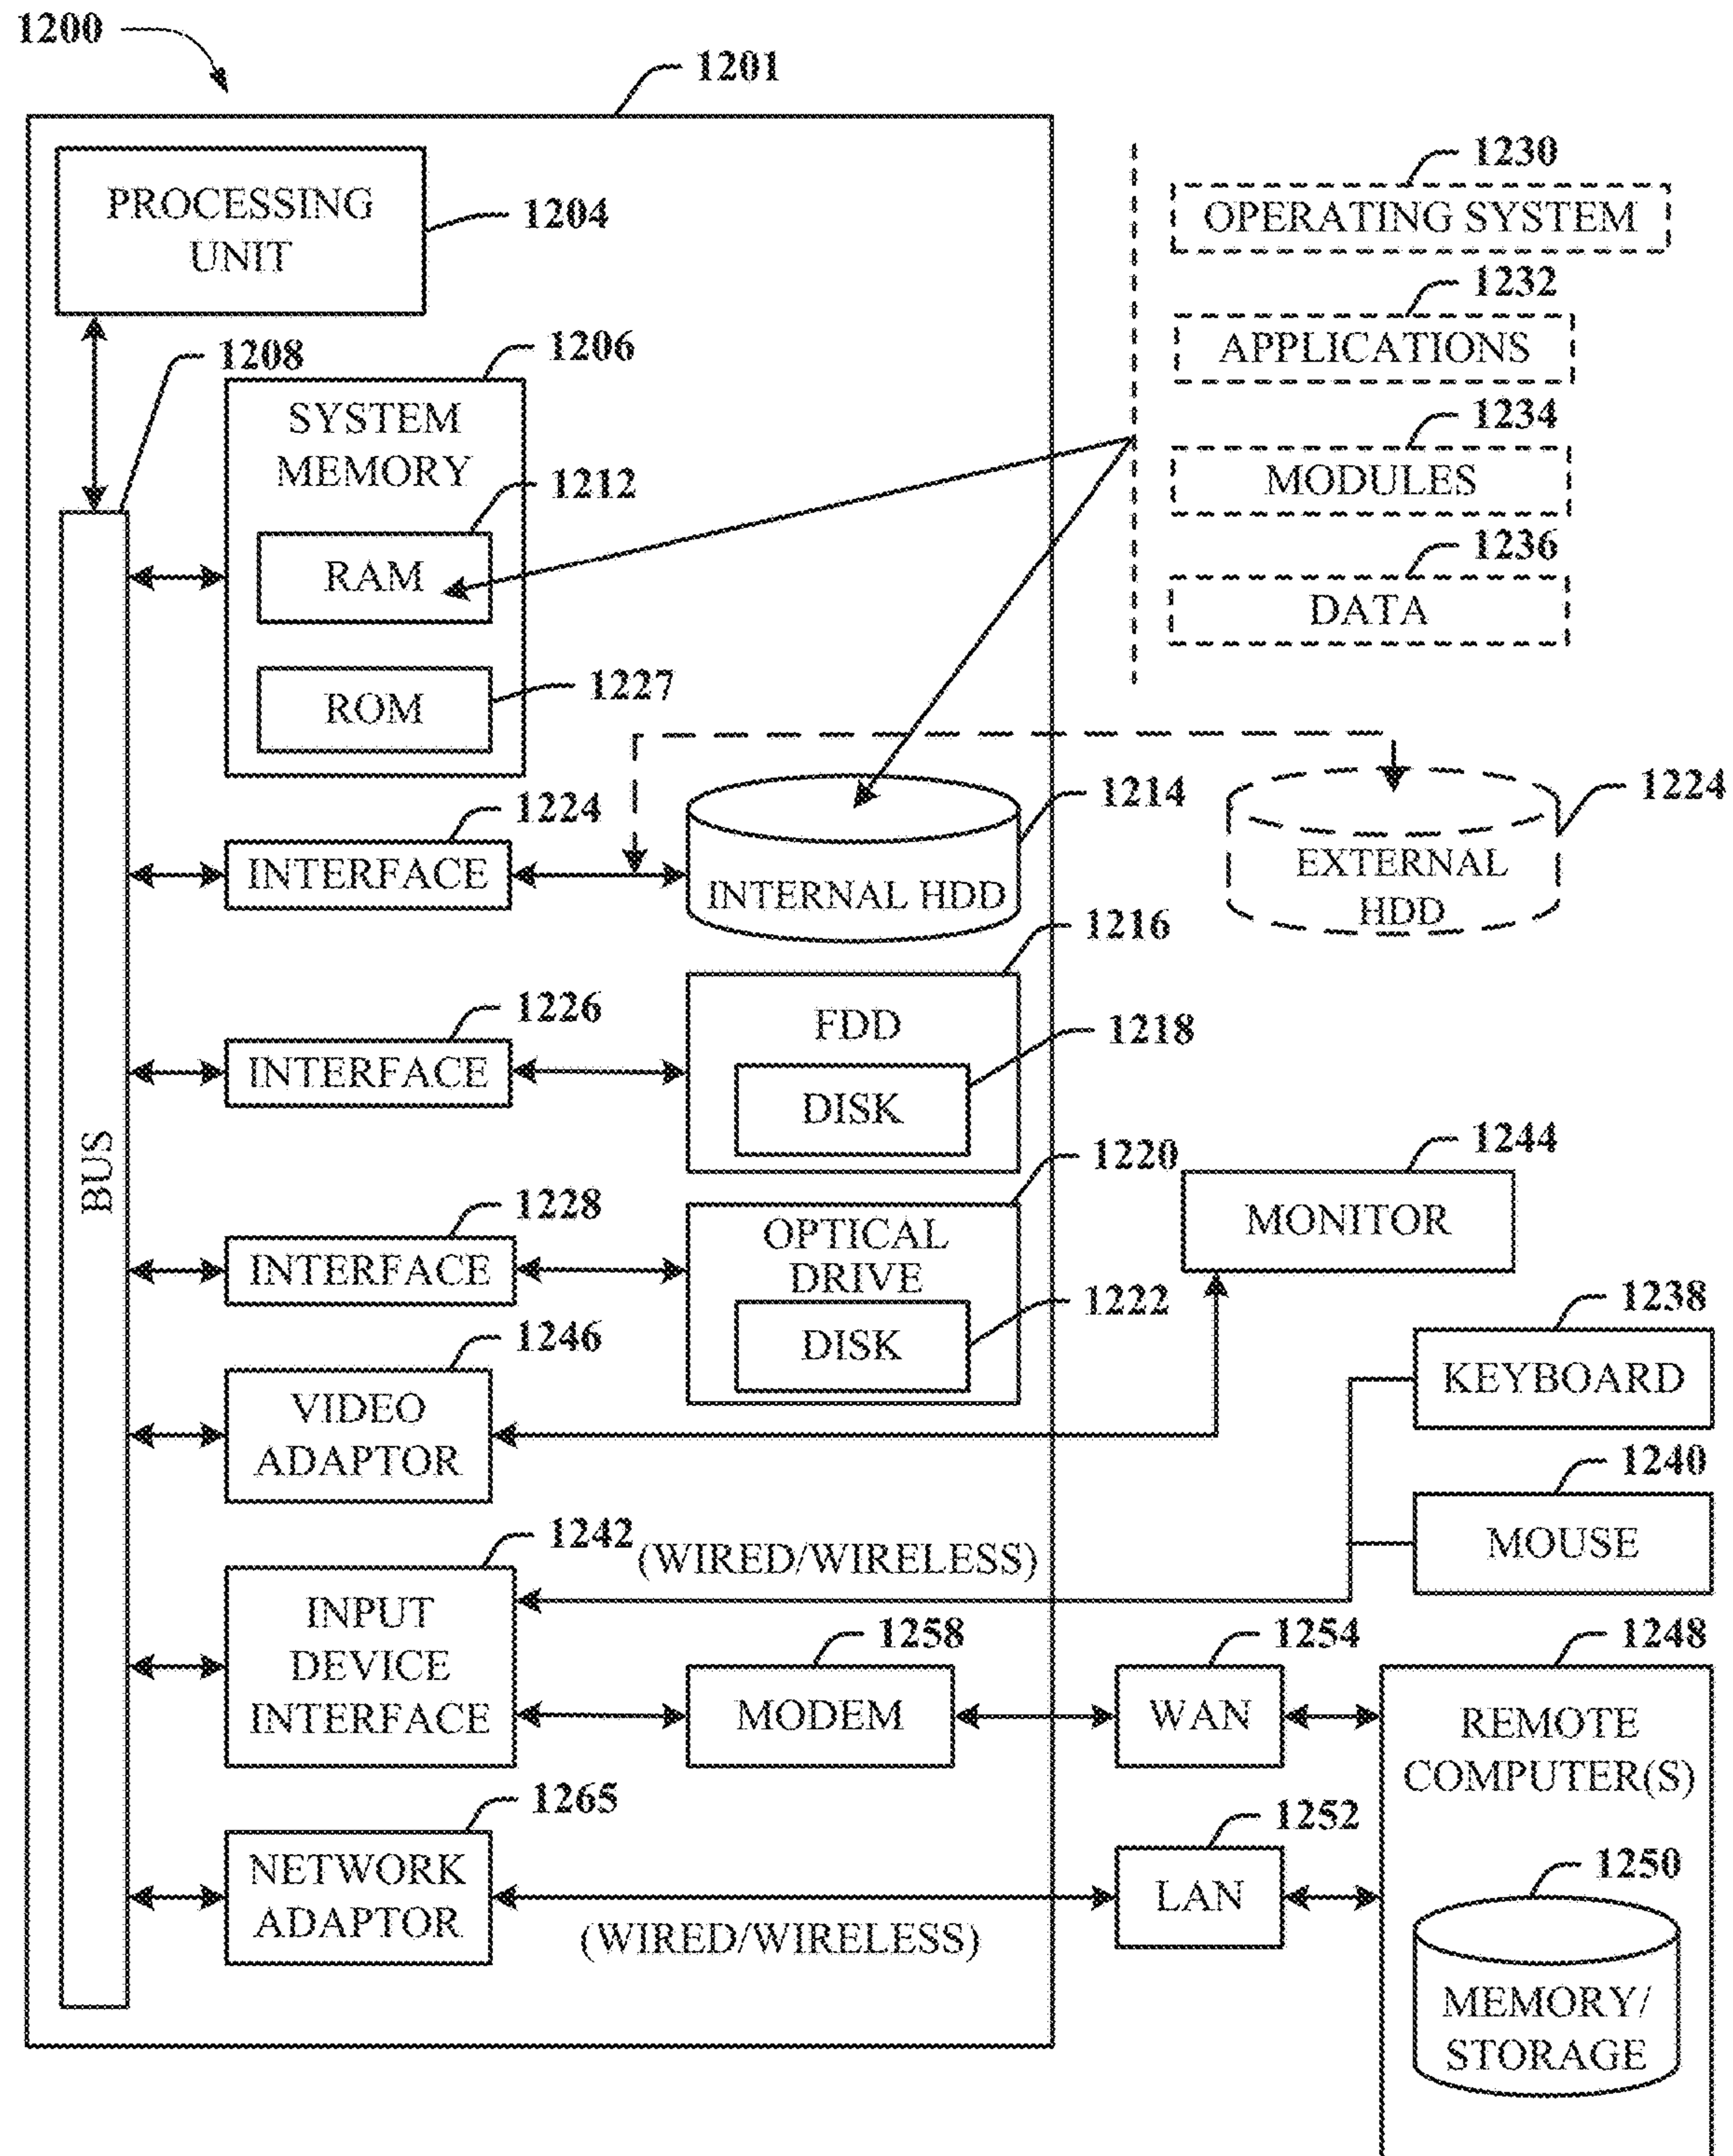 1200
1201
PROCESSING
UNIT
1204
1230
OPERATING SYSTEM
1232
APPLICATIONS
1234
MODULES
1236
DATA
1208
1206
SYSTEM
MEMORY
1212
RAM
1227
ROM
1224
INTERFACE
1214
INTERNAL HDD
1224
EXTERNAL
HDD
1226
INTERFACE
1216
FDD
1218
DISK
BUS
1228
INTERFACE
1220
OPTICAL
DRIVE
1222
DISK
1244
MONITOR
1246
VIDEO
ADAPTOR
1238
KEYBOARD
1240
MOUSE
1242
(WIRED/WIRELESS)
INPUT
DEVICE
INTERFACE
1258
MODEM
1254
WAN
1248
REMOTE
COMPUTER(S)
1265
NETWORK
ADAPTOR
(WIRED/WIRELESS)
1252
LAN
1250
MEMORY/
STORAGE